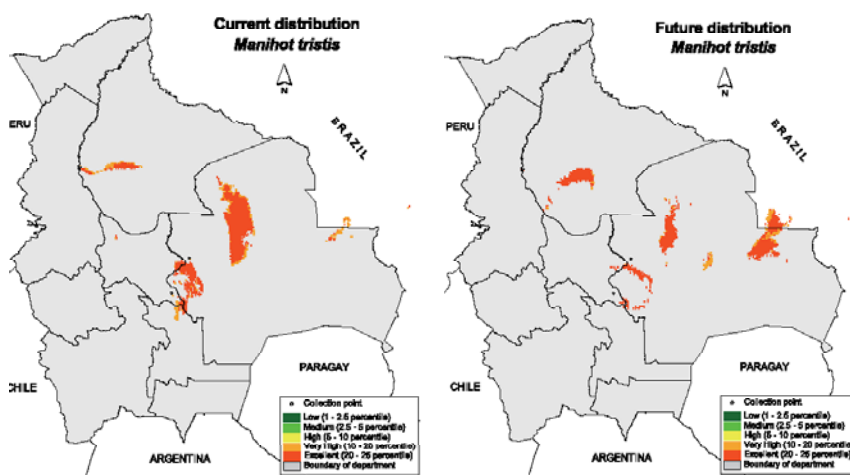 Current distribution
Manihot tristis
N
ERU
BRAZIL
CHILE
PARAGAY
ARGENTINA
Collection point
Low (1 - 2.5 percentile)
Medium (2.5 - 5 percentile)
High (5 - 10 percentile)
Very High (10 - 20 percentile)
Excellent (20 - 25 percentile)
Boundary of department
Future distribution
Manihot tristis
N
PERU
BRAZIL
CHILE
PARAGAY
ARGENTINA
Collection point
Low (1 - 2.5 percentile)
Medium (2.5 - 5 percentile)
High (5 - 10 percentile)
Very High (10 - 20 percentile)
Excellent (20 - 25 percentile)
Boundary of department